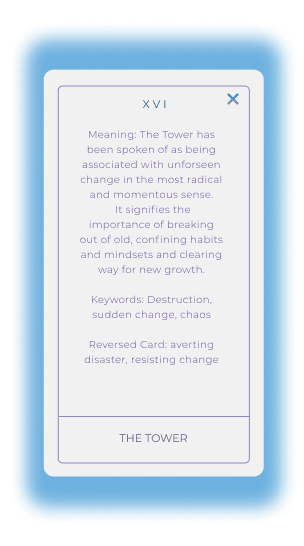 XVI
Meaning: The Tower has
been spoken of as being
associated with unforseen
change in the most radical
and momentous sense.
It signifies the
importance of breaking
out of old, confining habits
and mindsets and clearing
way for new growth.
Keywords: Destruction,
sudden change, chaos
Reversed Card: averting
disaster, resisting change
THE TOWER